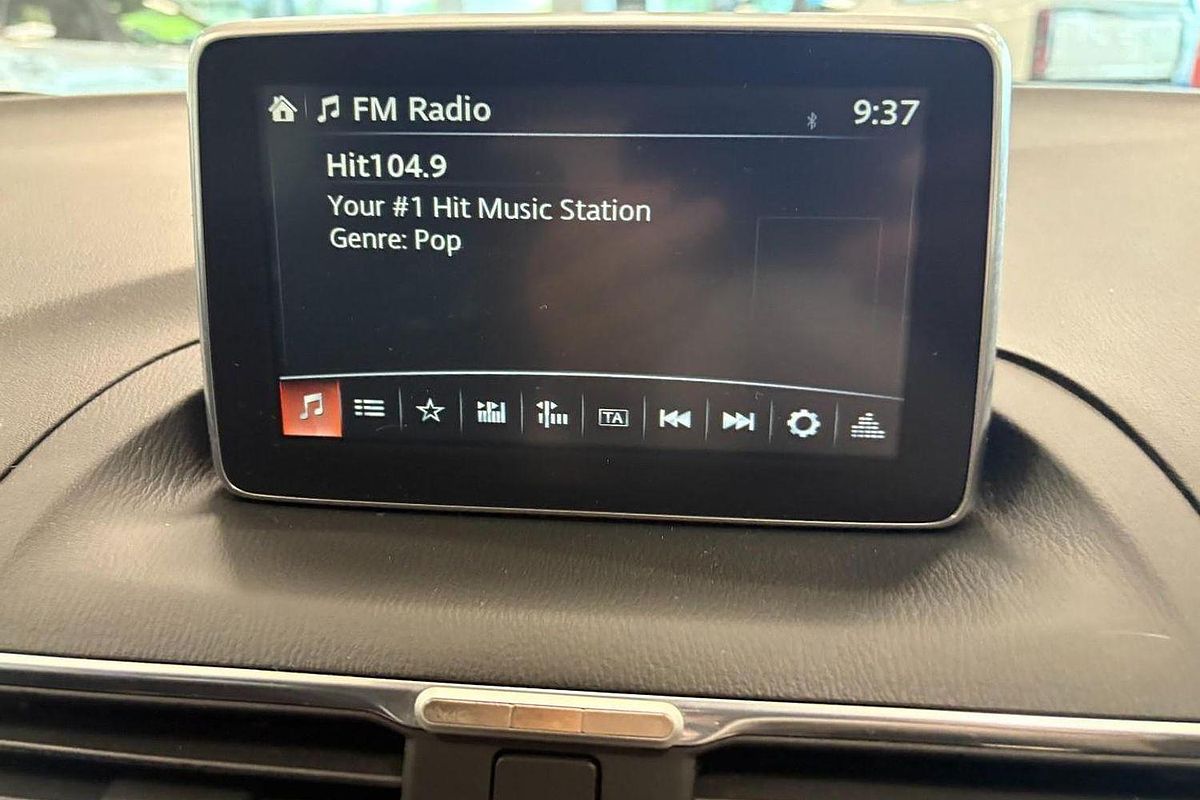 FM Radio
9:37
Hit104.9
Your #1 Hit Music Station
Genre: Pop
TA